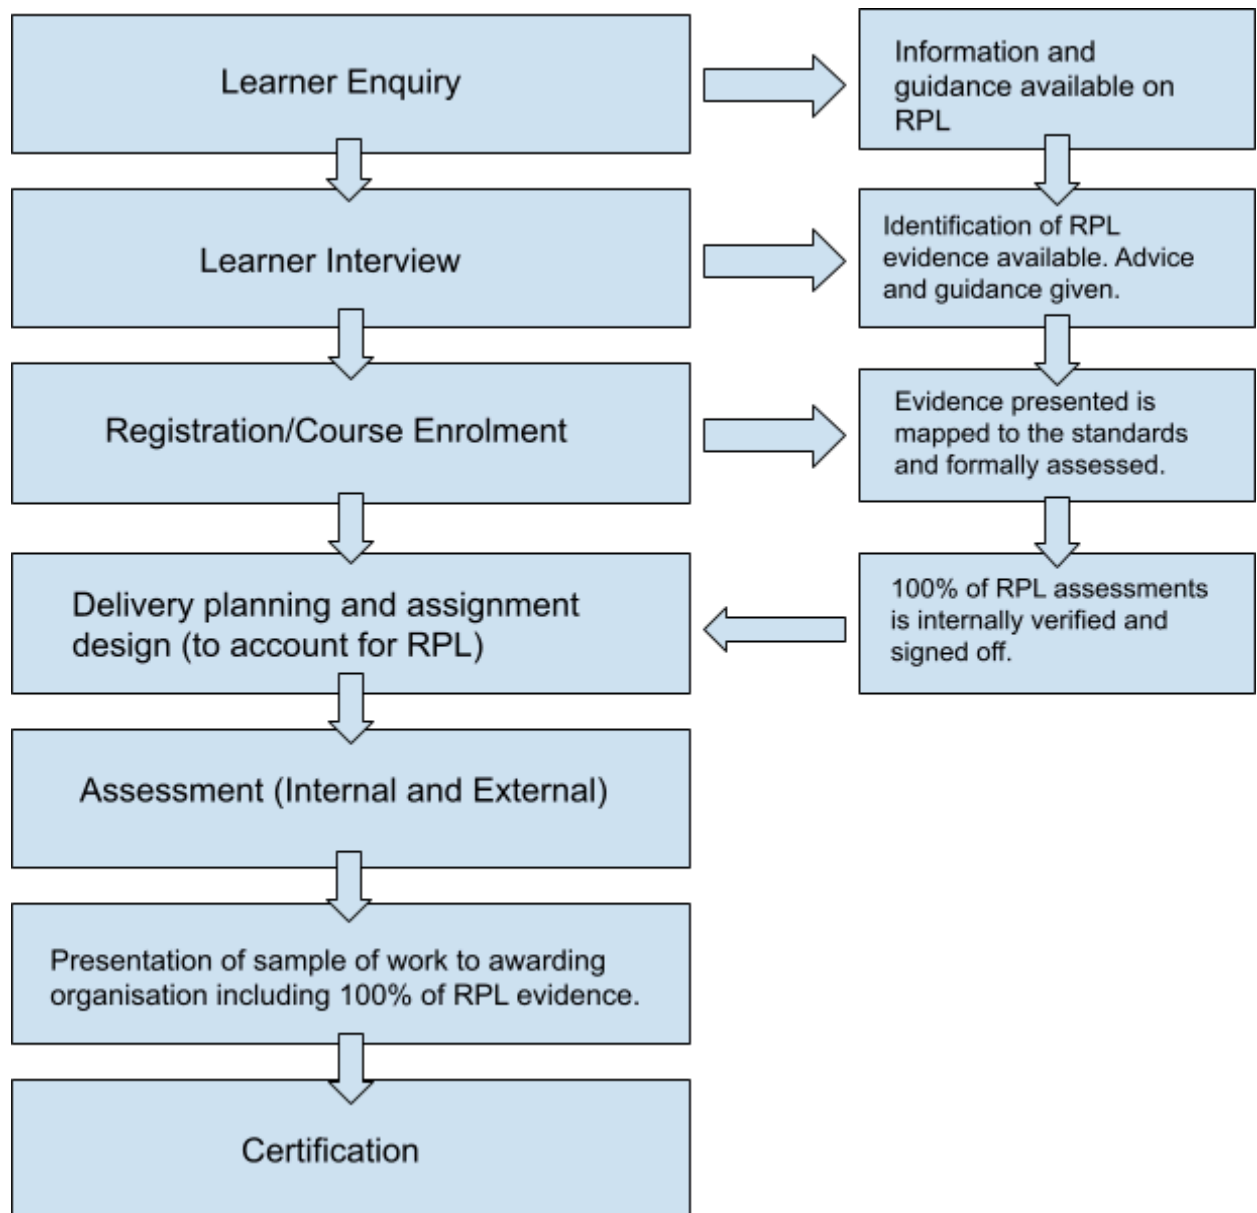 Learner Enquiry
Information and
guidance available on
RPL
Learner Interview
Identification of RPL
evidence available. Advice
and guidance given.
Registration/Course Enrolment
Evidence presented is
mapped to the standards
and formally assessed.
Delivery planning and assignment
design (to account for RPL)
100% of RPL assessments
is internally verified and
signed off.
Assessment (Internal and External)
Presentation of sample of work to awarding
organisation including 100% of RPL evidence.
Certification